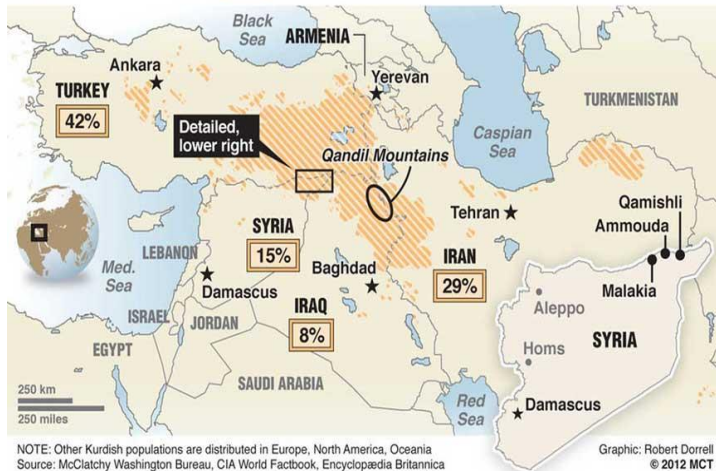 Black
Sea
ARMENIA
Ankara
Yerevan
TURKEY
42%
TURKMENISTAN
Detailed,
lower right
Caspian
Sea
Qandil Mountains
Qamishli
Ammouda
Tehran
SYRIA
15%
IRAN
29%
LEBANON
Med.
Sea
Baghdad
Damascus
Malakia
IRAQ
8%
Aleppo
SYRIA
ISRAEL
JORDAN
Homs
EGYPT
SAUDI ARABIA
250 km
250 miles
Red
Sea
Damascus
NOTE: Other Kurdish populations are distributed in Europe, North America, Oceania
Source: McClatchy Washington Bureau, CIA World Factbook, Encyclopædia Britannica
Graphic: Robert Dorrell
© 2012 MCT